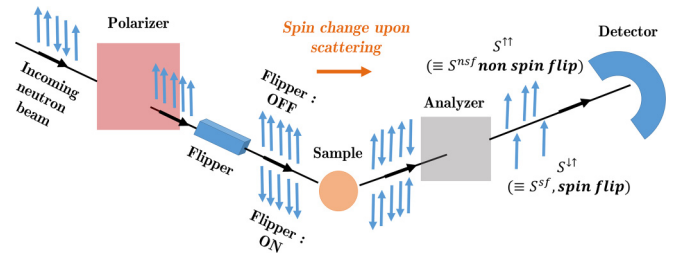 Polarizer
Incoming
neutron
beam
Flipper
Flipper :
OFF
Flipper :
ON
Spin change upon
scattering
Sample
Analyzer
S↑↑
(≡ Sⁿˢᶠ non spin flip)
S↓↑
(≡ Sˢᶠ, spin flip)
Detector